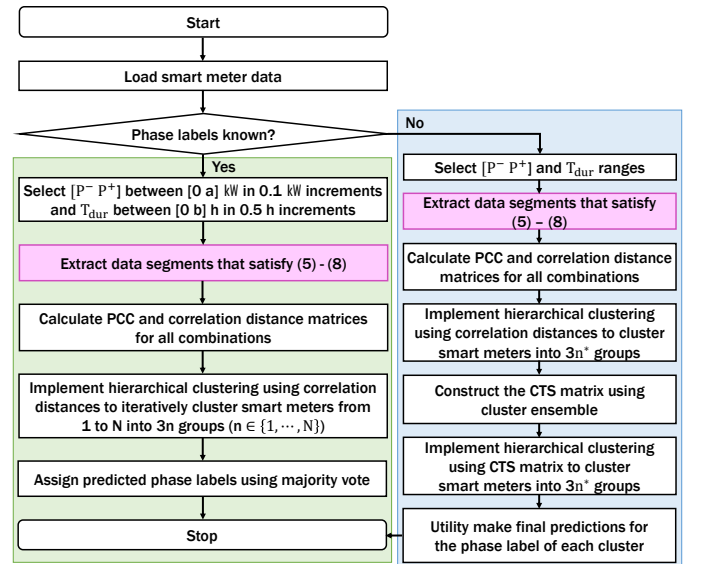 Start
Load smart meter data
Phase labels known?
Yes
Select [P⁻ P⁺] between [0 a] kW in 0.1 kW increments
and T_dur between [0 b] h in 0.5 h increments
Extract data segments that satisfy (5) - (8)
Calculate PCC and correlation distance matrices
for all combinations
Implement hierarchical clustering using correlation
distances to iteratively cluster smart meters from
1 to N into 3n groups (n ∈ {1, ⋯, N})
Assign predicted phase labels using majority vote
Stop
No
Select [P⁻ P⁺] and T_dur ranges
Extract data segments that satisfy
(5) – (8)
Calculate PCC and correlation distance
matrices for all combinations
Implement hierarchical clustering
using correlation distances to cluster
smart meters into 3n* groups
Construct the CTS matrix using
cluster ensemble
Implement hierarchical clustering
using CTS matrix to cluster
smart meters into 3n* groups
Utility make final predictions for
the phase label of each cluster